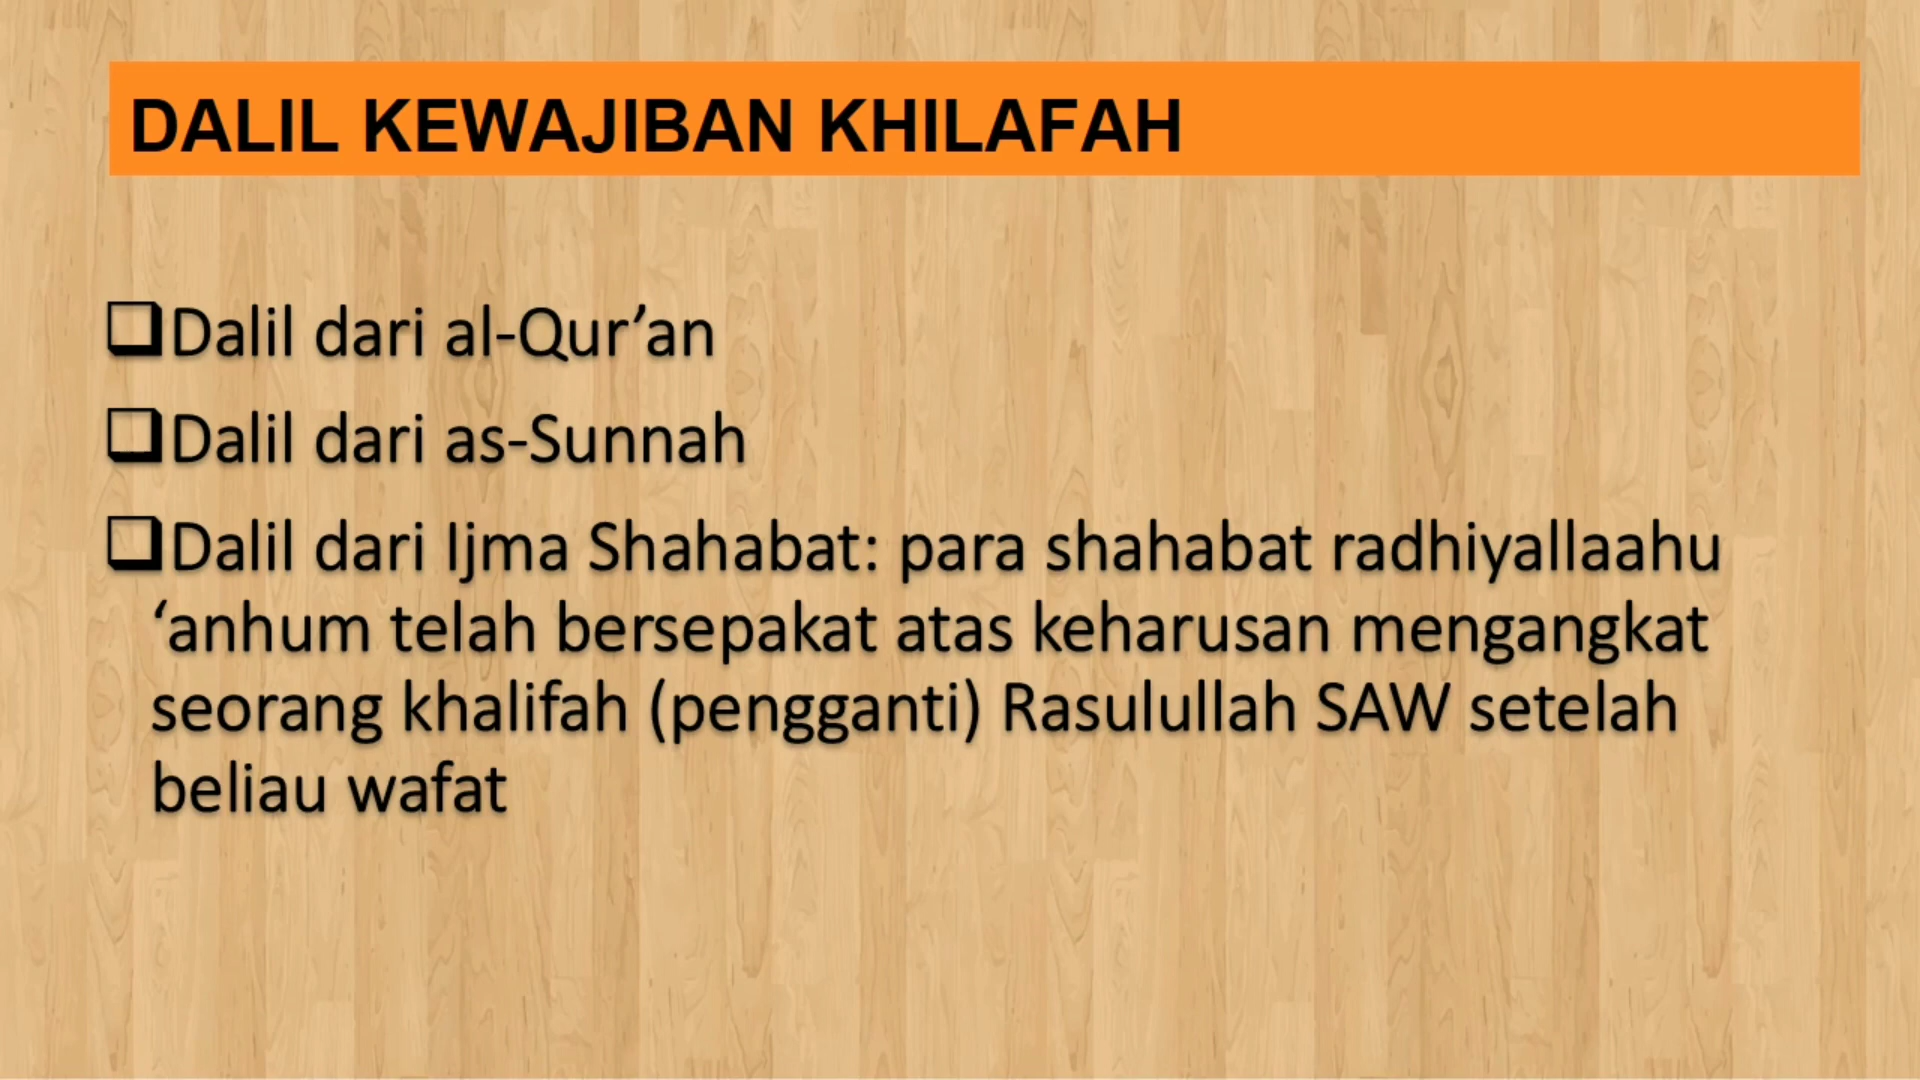 DALIL KEWAJIBAN KHILAFAH
❑Dalil dari al-Qur’an
❑Dalil dari as-Sunnah
❑Dalil dari Ijma Shahabat: para shahabat radhiyallaahu
‘anhum telah bersepakat atas keharusan mengangkat
seorang khalifah (pengganti) Rasulullah SAW setelah
beliau wafat